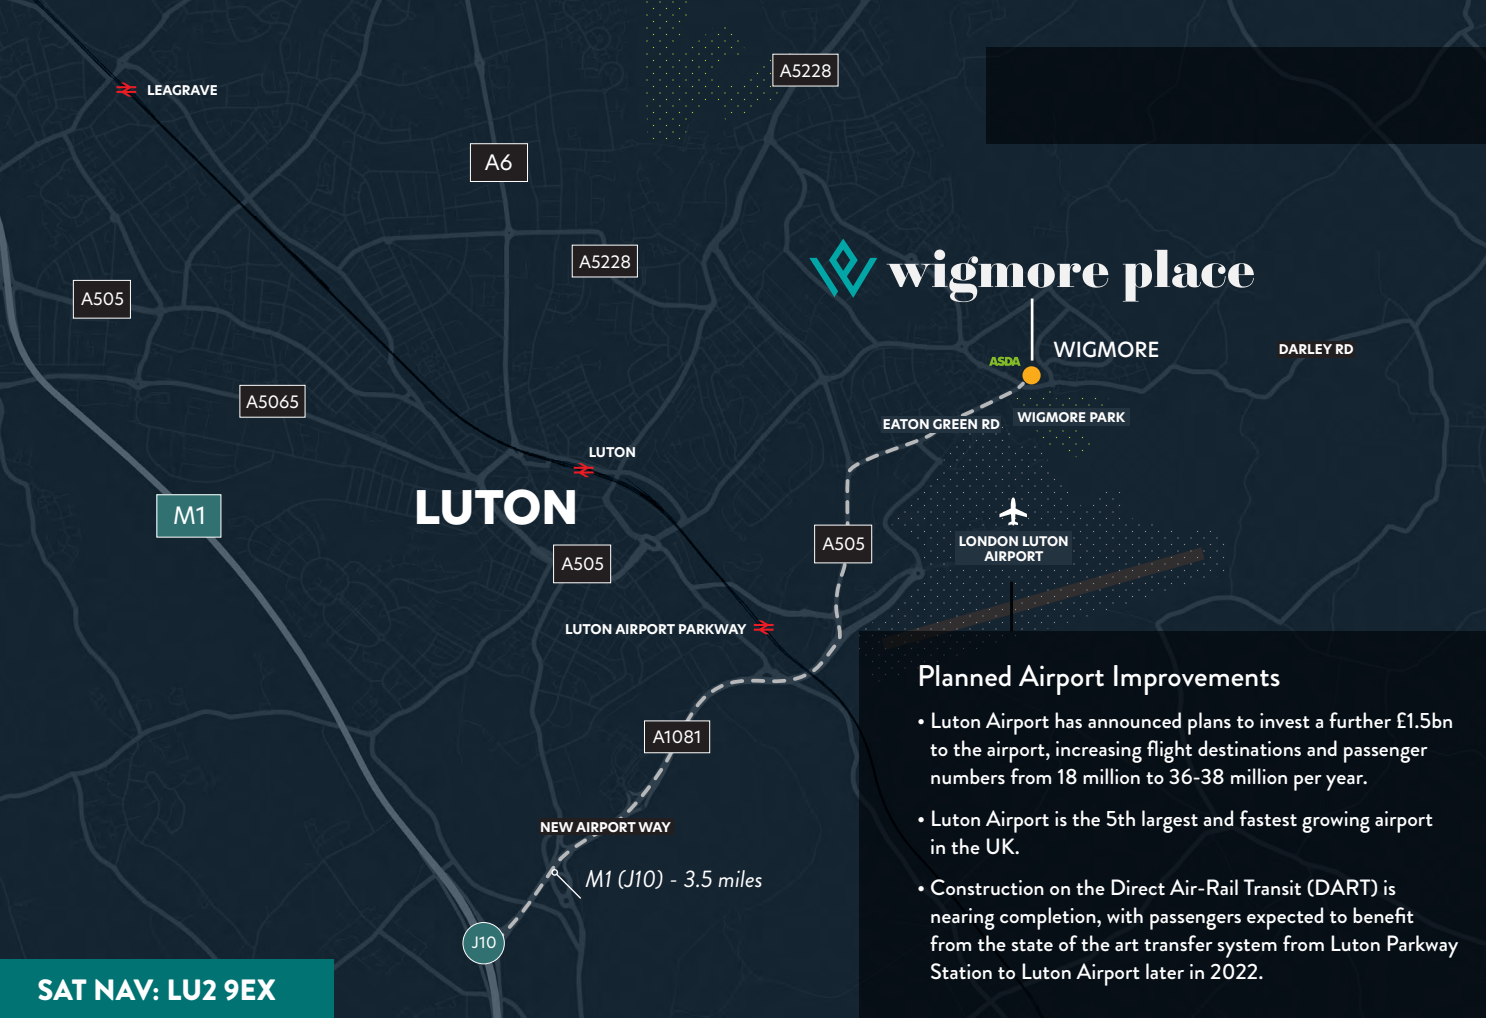 A5228
LEAGRAVE
A6
A5228
wigmore place
A505
WIGMORE
DARLEY RD
ASDA
A5065
WIGMORE PARK
EATON GREEN RD
LUTON
LUTON
M1
LONDON LUTON
AIRPORT
A505
A505
LUTON AIRPORT PARKWAY
A1081
NEW AIRPORT WAY
M1 (J10) - 3.5 miles
J10
SAT NAV: LU2 9EX
Planned Airport Improvements
• Luton Airport has announced plans to invest a further £1.5bn
to the airport, increasing flight destinations and passenger
numbers from 18 million to 36-38 million per year.
• Luton Airport is the 5th largest and fastest growing airport
in the UK.
• Construction on the Direct Air-Rail Transit (DART) is
nearing completion, with passengers expected to benefit
from the state of the art transfer system from Luton Parkway
Station to Luton Airport later in 2022.